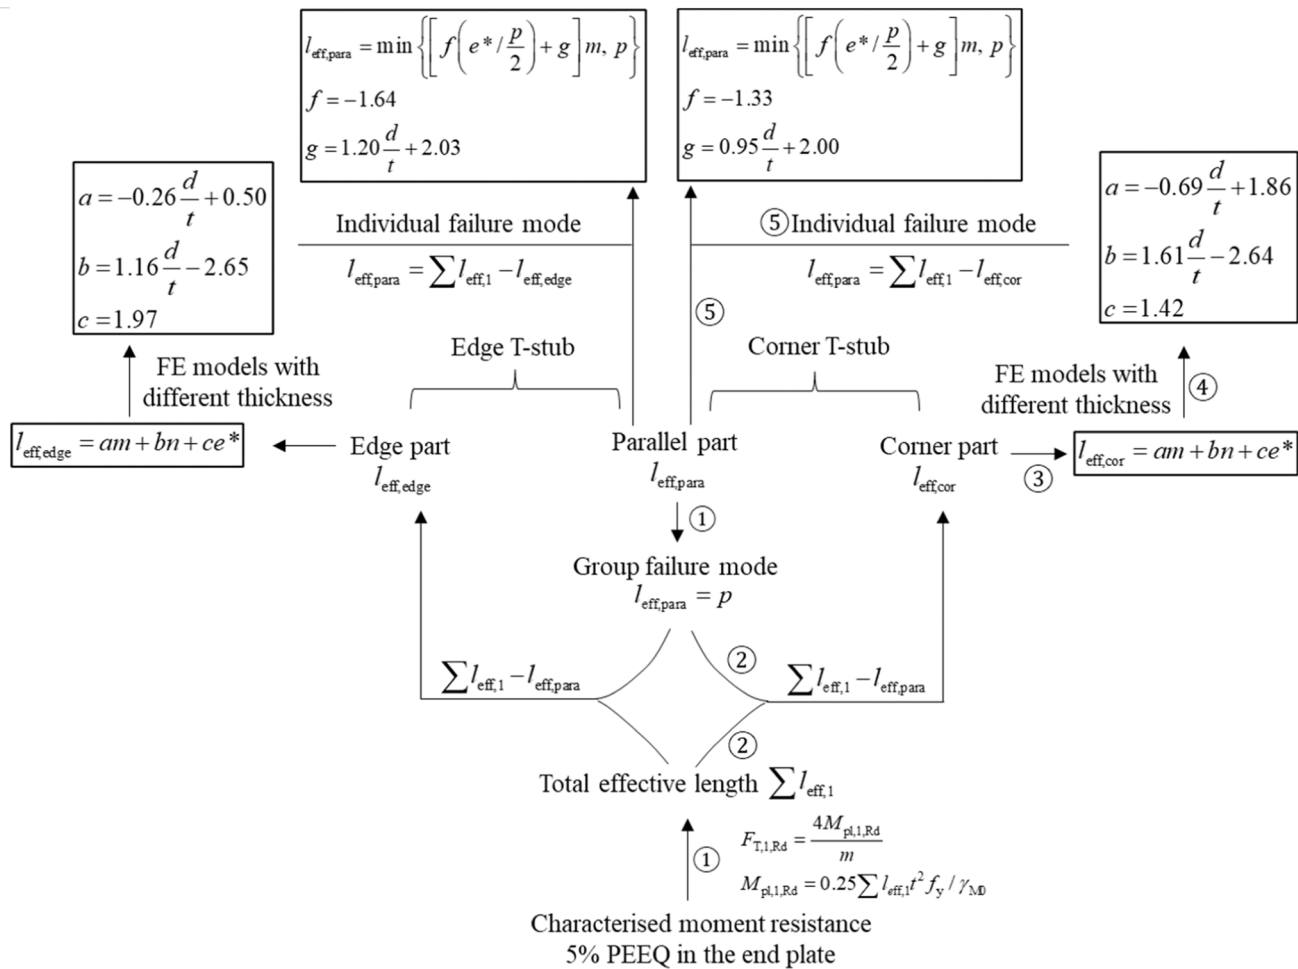 l_eff,para = min{[f(e*/p/2)+g]m, p}
f = −1.64
g = 1.20 d/t + 2.03
l_eff,para = min{[f(e*/p/2)+g]m, p}
f = −1.33
g = 0.95 d/t + 2.00
a = −0.26 d/t + 0.50
b = 1.16 d/t − 2.65
c = 1.97
Individual failure mode
l_eff,para = ∑l_eff,1 − l_eff,edge
⑤ Individual failure mode
l_eff,para = ∑l_eff,1 − l_eff,cor
⑤
a = −0.69 d/t + 1.86
b = 1.61 d/t − 2.64
c = 1.42
Edge T-stub
Corner T-stub
FE models with
different thickness
FE models with
different thickness
④
l_eff,edge = am + bn + ce*
Edge part
l_eff,edge
Parallel part
l_eff,para
Corner part
l_eff,cor
③
l_eff,cor = am + bn + ce*
①
Group failure mode
l_eff,para = p
②
∑l_eff,1 − l_eff,para
∑l_eff,1 − l_eff,para
②
Total effective length ∑l_eff,1
①
F_T,1,Rd = 4M_pl,1,Rd / m
M_pl,1,Rd = 0.25∑l_eff,1 t² f_y / γ_M0
Characterised moment resistance
5% PEEQ in the end plate